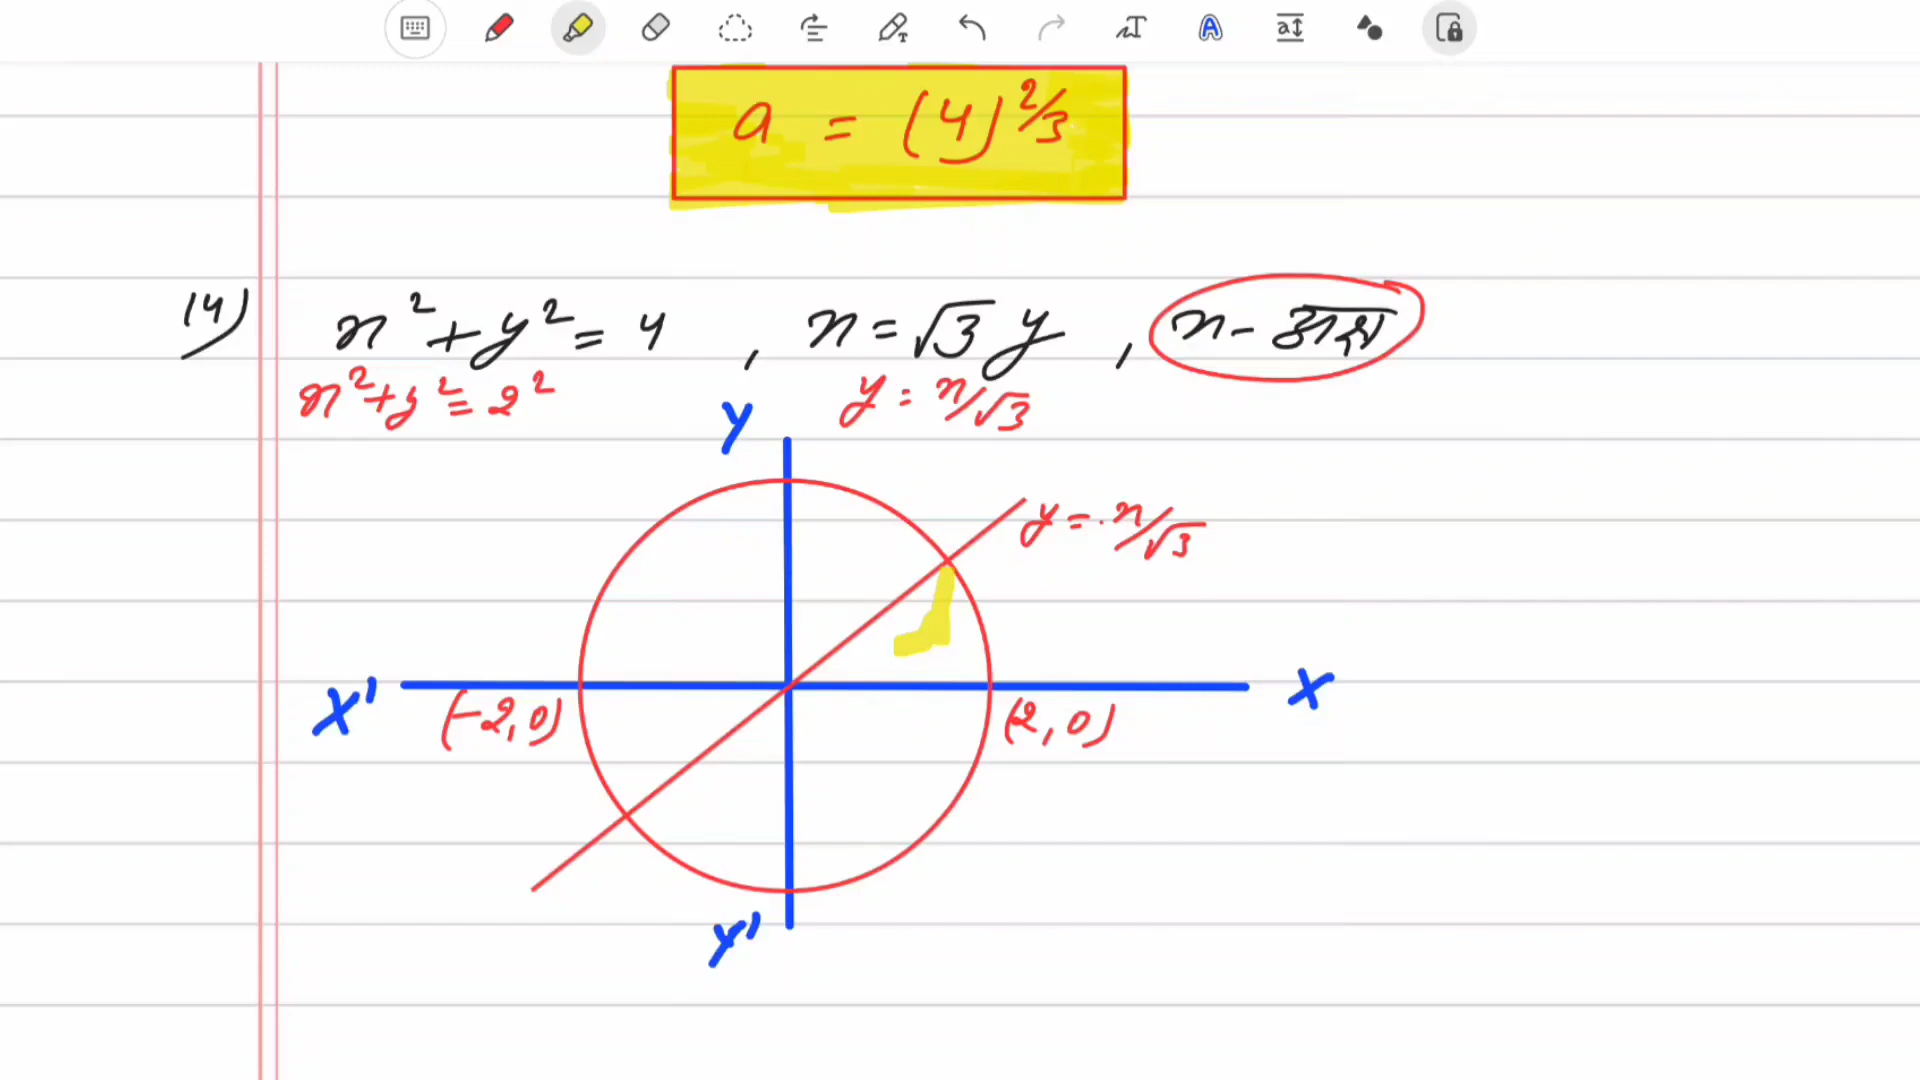 a = (4)^2/3
14) x² + y² = 4 , x = √3 y , x - अक्ष
x² + y² = 2² y = x/√3
Y
y = x/√3
X' (-2, 0) (2, 0) X
Y'